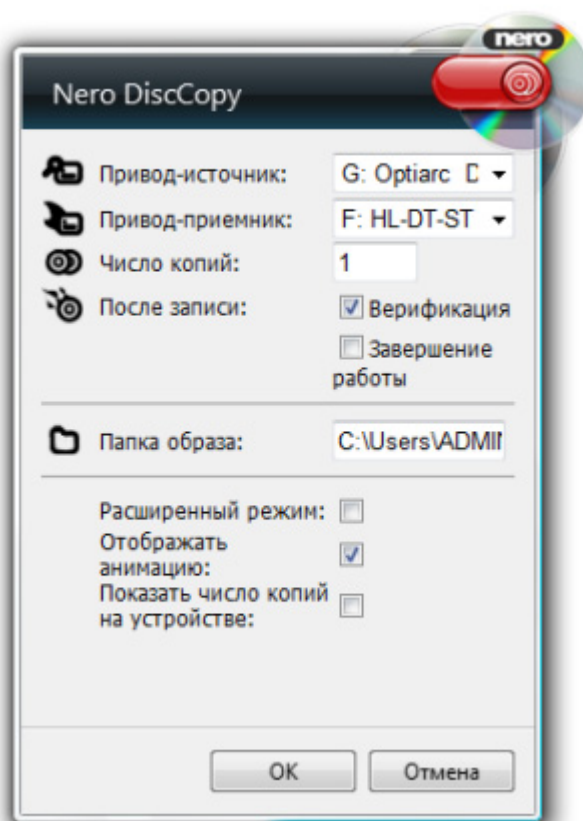 nero
Nero DiscCopy
Привод-источник: G: Optiarc D
Привод-приемник: F: HL-DT-ST
Число копий: 1
После записи: Верификация
Завершение
работы
Папка образа: C:\Users\ADMIN
Расширенный режим:
Отображать
анимацию:
Показать число копий
на устройстве:
OK Отмена